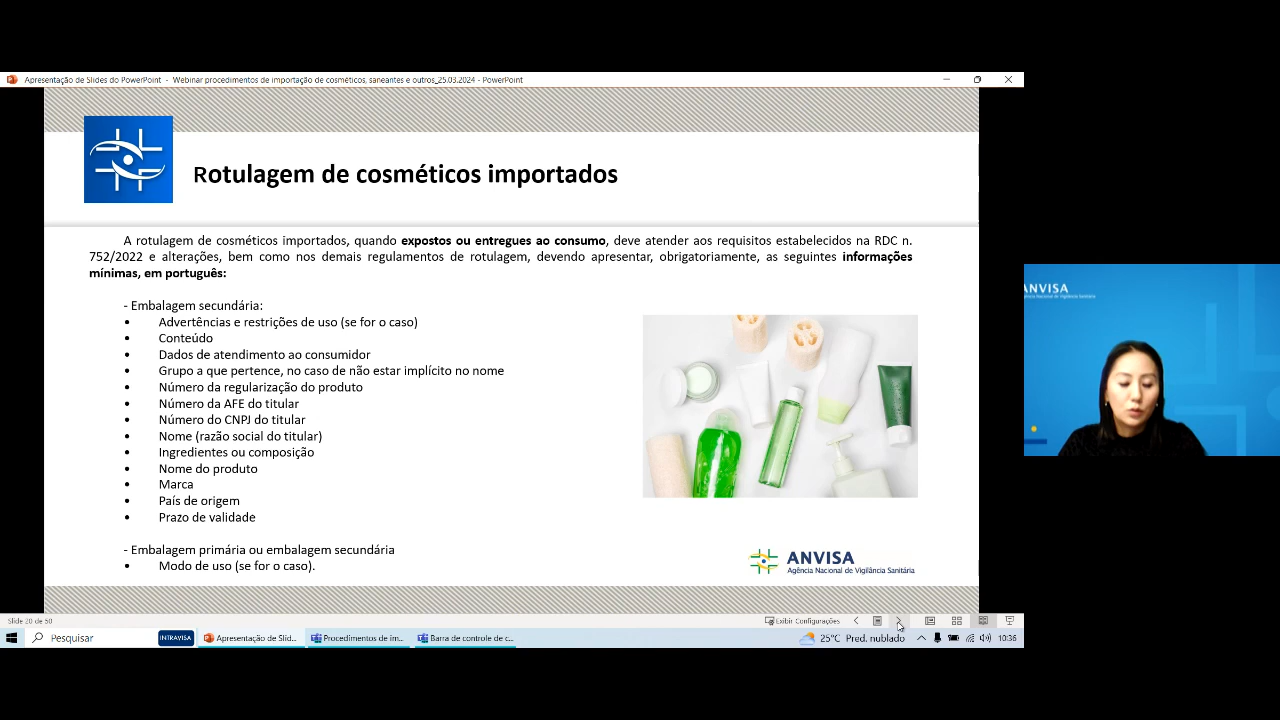 Apresentação de Slides do PowerPoint - Webinar procedimentos de importação de cosméticos, saneantes e outros_25.03.2024 - PowerPoint
Rotulagem de cosméticos importados
A rotulagem de cosméticos importados, quando expostos ou entregues ao consumo, deve atender aos requisitos estabelecidos na RDC n.
752/2022 e alterações, bem como nos demais regulamentos de rotulagem, devendo apresentar, obrigatoriamente, as seguintes informações
mínimas, em português:
- Embalagem secundária:
• Advertências e restrições de uso (se for o caso)
• Conteúdo
• Dados de atendimento ao consumidor
• Grupo a que pertence, no caso de não estar implícito no nome
• Número da regularização do produto
• Número da AFE do titular
• Número do CNPJ do titular
• Nome (razão social do titular)
• Ingredientes ou composição
• Nome do produto
• Marca
• País de origem
• Prazo de validade
- Embalagem primária ou embalagem secundária
• Modo de uso (se for o caso).
ANVISA
Agência Nacional de Vigilância Sanitária
ANVISA
Agência Nacional de Vigilância Sanitária
Slide 20 de 50
Exibir Configurações
Pesquisar
INTRAVISA
Apresentação de Slid...
Procedimentos de im...
Barra de controle de c...
25°C Pred. nublado
10:36